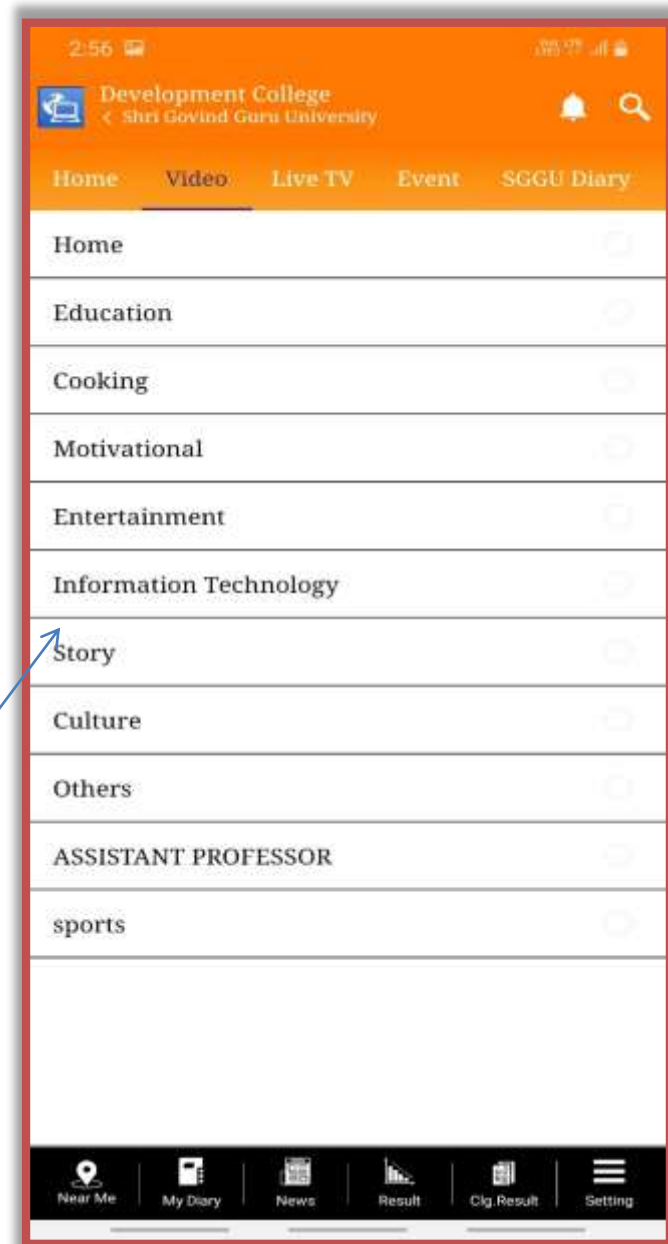 2:56
Development College
< Shri Govind Guru University
Home Video Live TV Event SGGU Diary
Home
Education
Cooking
Motivational
Entertainment
Information Technology
Story
Culture
Others
ASSISTANT PROFESSOR
sports
Near Me My Diary News Result Clg.Result Setting